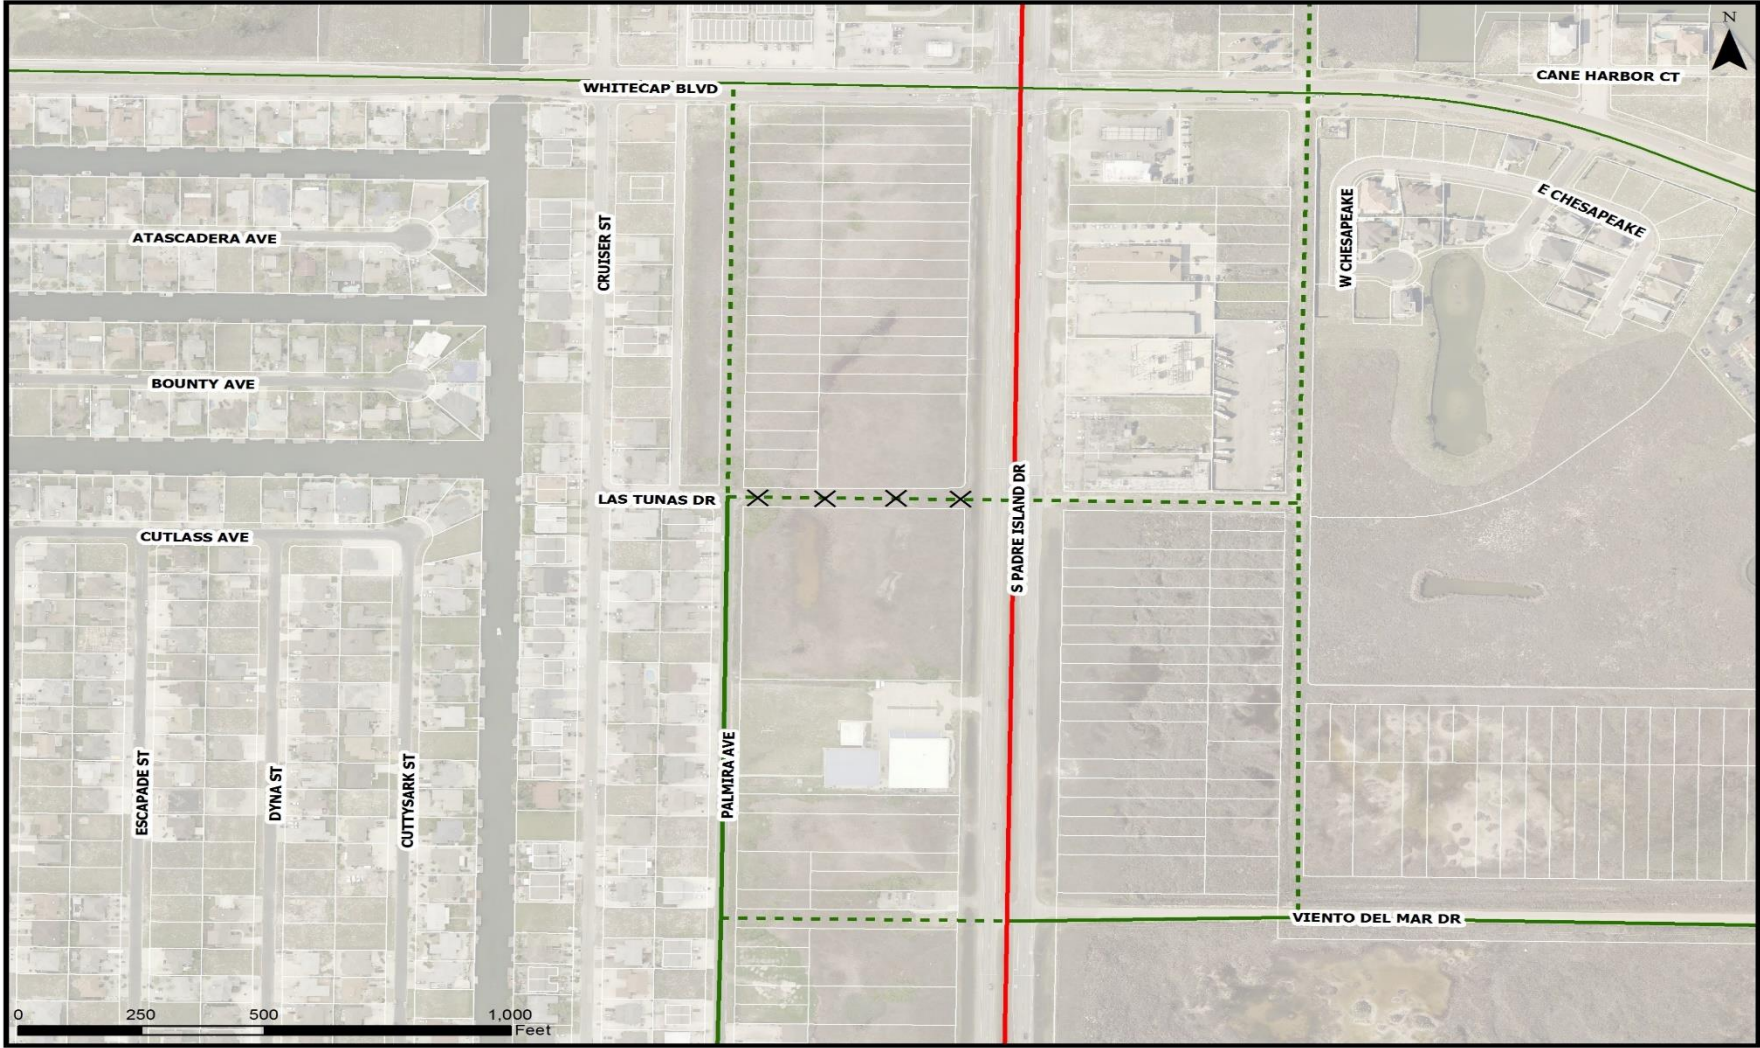 N
CANE HARBOR CT
WHITECAP BLVD
E CHESAPEAKE
W CHESAPEAKE
CRUISER ST
ATASCADERA AVE
BOUNTY AVE
S PADRE ISLAND DR
LAS TUNAS DR
CUTLASS AVE
PALMIRA AVE
ESCAPADE ST
DYNA ST
CUTTYSARK ST
VIENTO DEL MAR DR
0 250 500 1,000
Feet